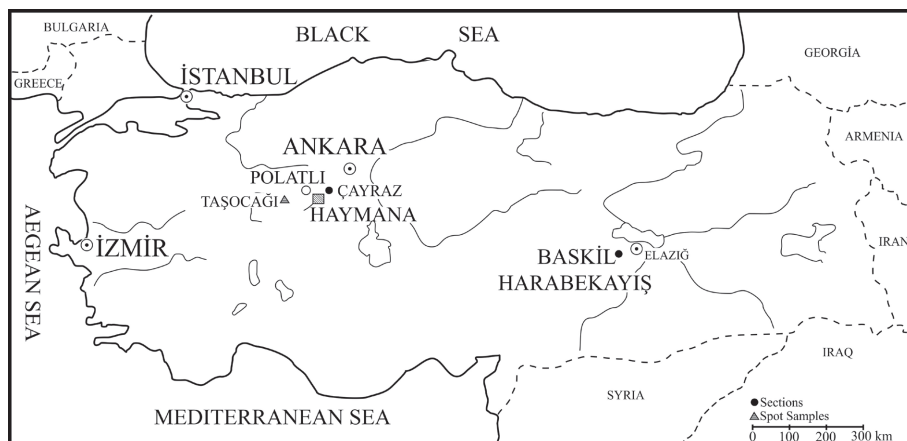 BULGARIA
BLACK SEA
GEORGİA
GREECE
İSTANBUL
ARMENIA
ANKARA
POLATLI
ÇAYRAZ
TAŞOCAĞI
HAYMANA
AEGEAN SEA
İZMİR
IRAN
BASKİL
ELAZIĞ
HARABEKAYIŞ
IRAQ
SYRIA
MEDITERRANEAN SEA
Sections
Spot Samples
0 100 200 300 km